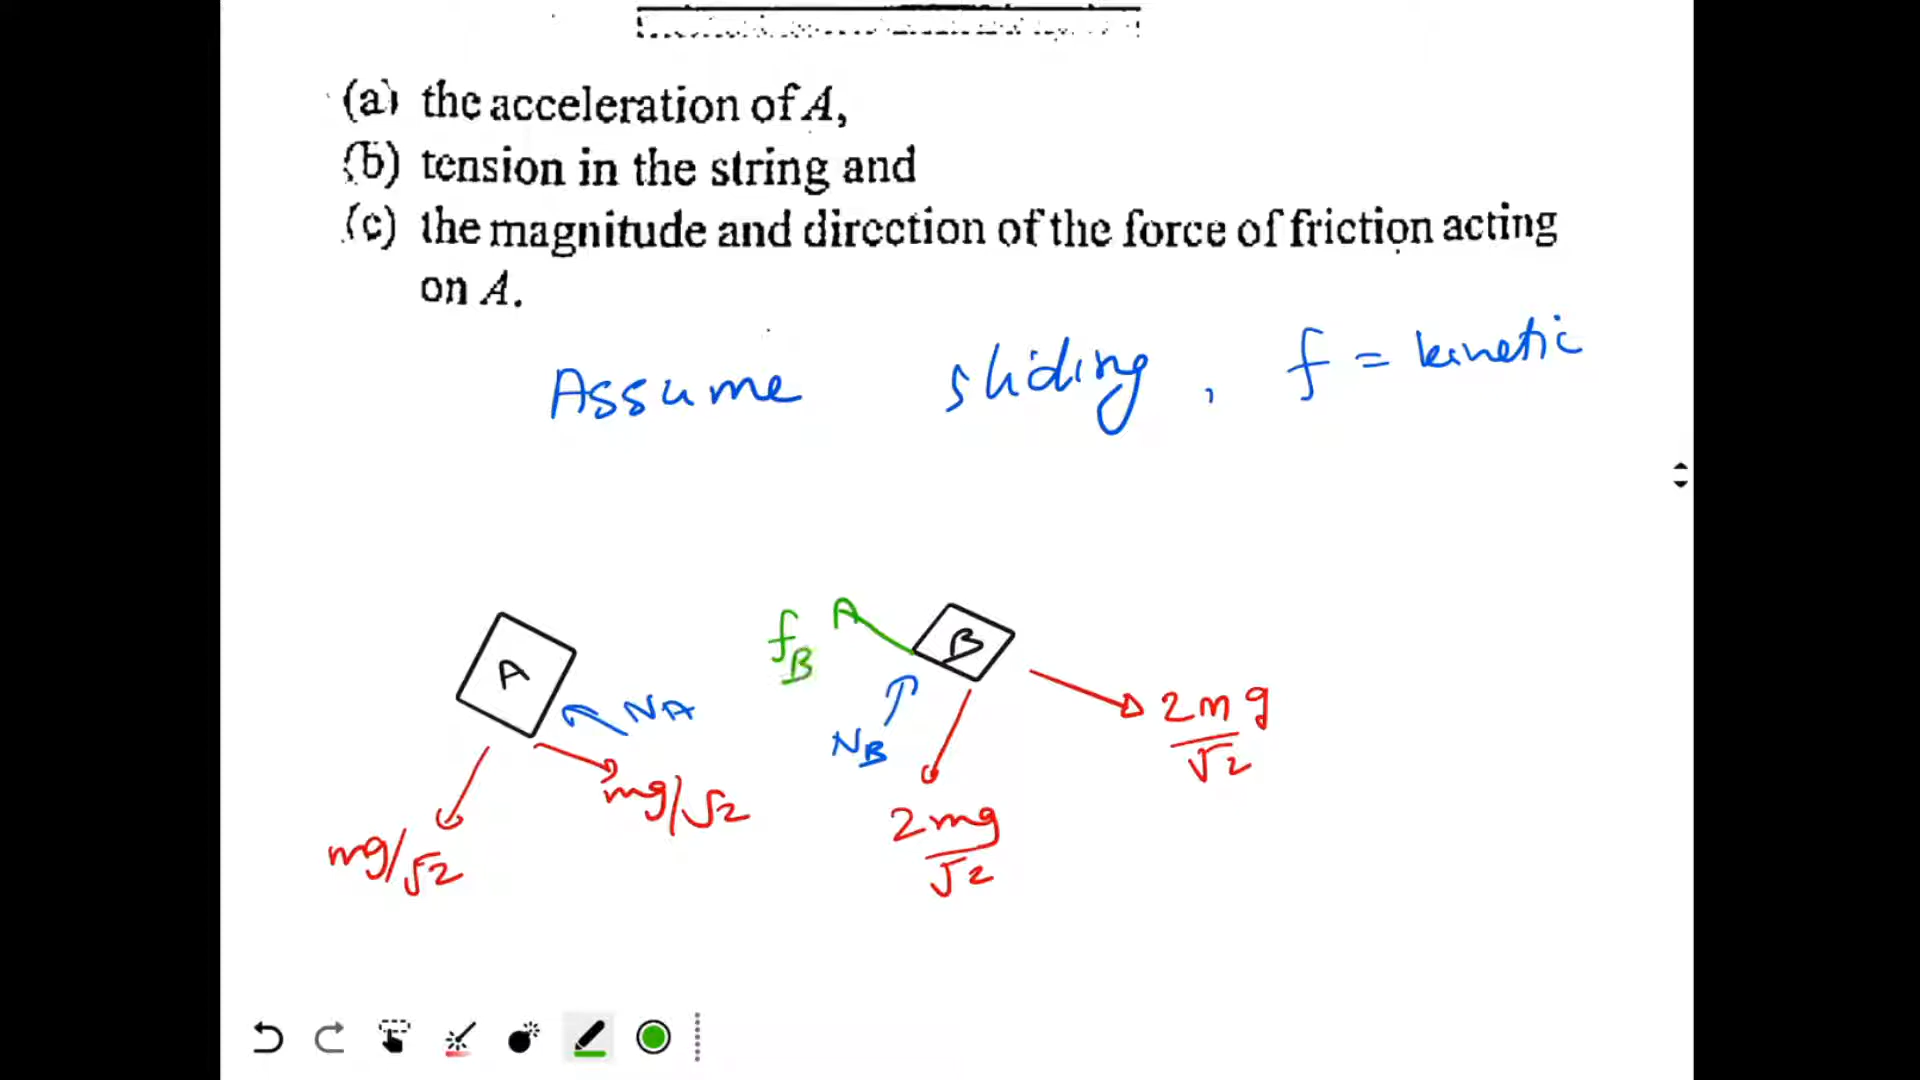 (a) the acceleration of A,
(b) tension in the string and
(c) the magnitude and direction of the force of friction acting
on A.
Assume sliding, f = kinetic
A
NA
mg/√2
mg/√2
fB
B
NB
2mg/√2
2mg/√2